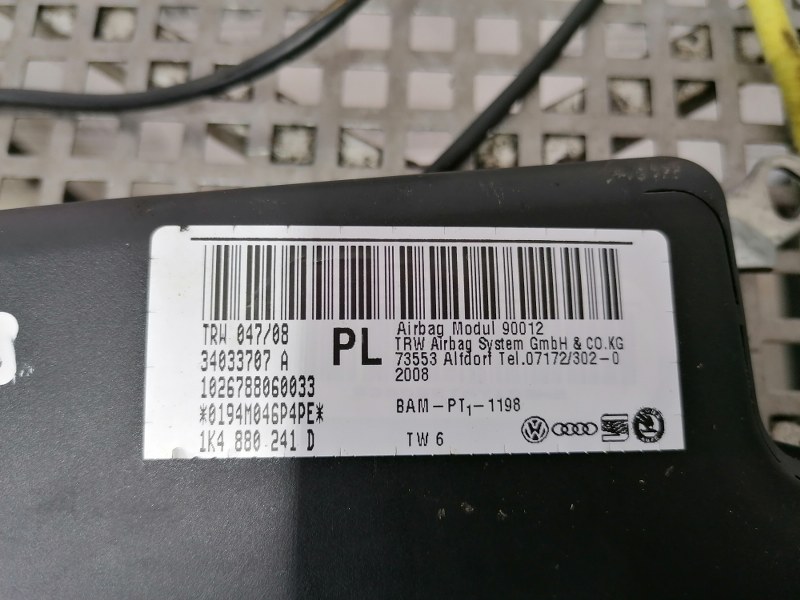 TRW 047/08
34033707 A
1026788060033
*0194M046P4PE*
1K4 880 241 D
PL
Airbag Modul 90012
TRW Airbag System GmbH & CO.KG
73553 Alfdorf Tel.07172/302-0
2008
BAM-PT1-1198
TW 6